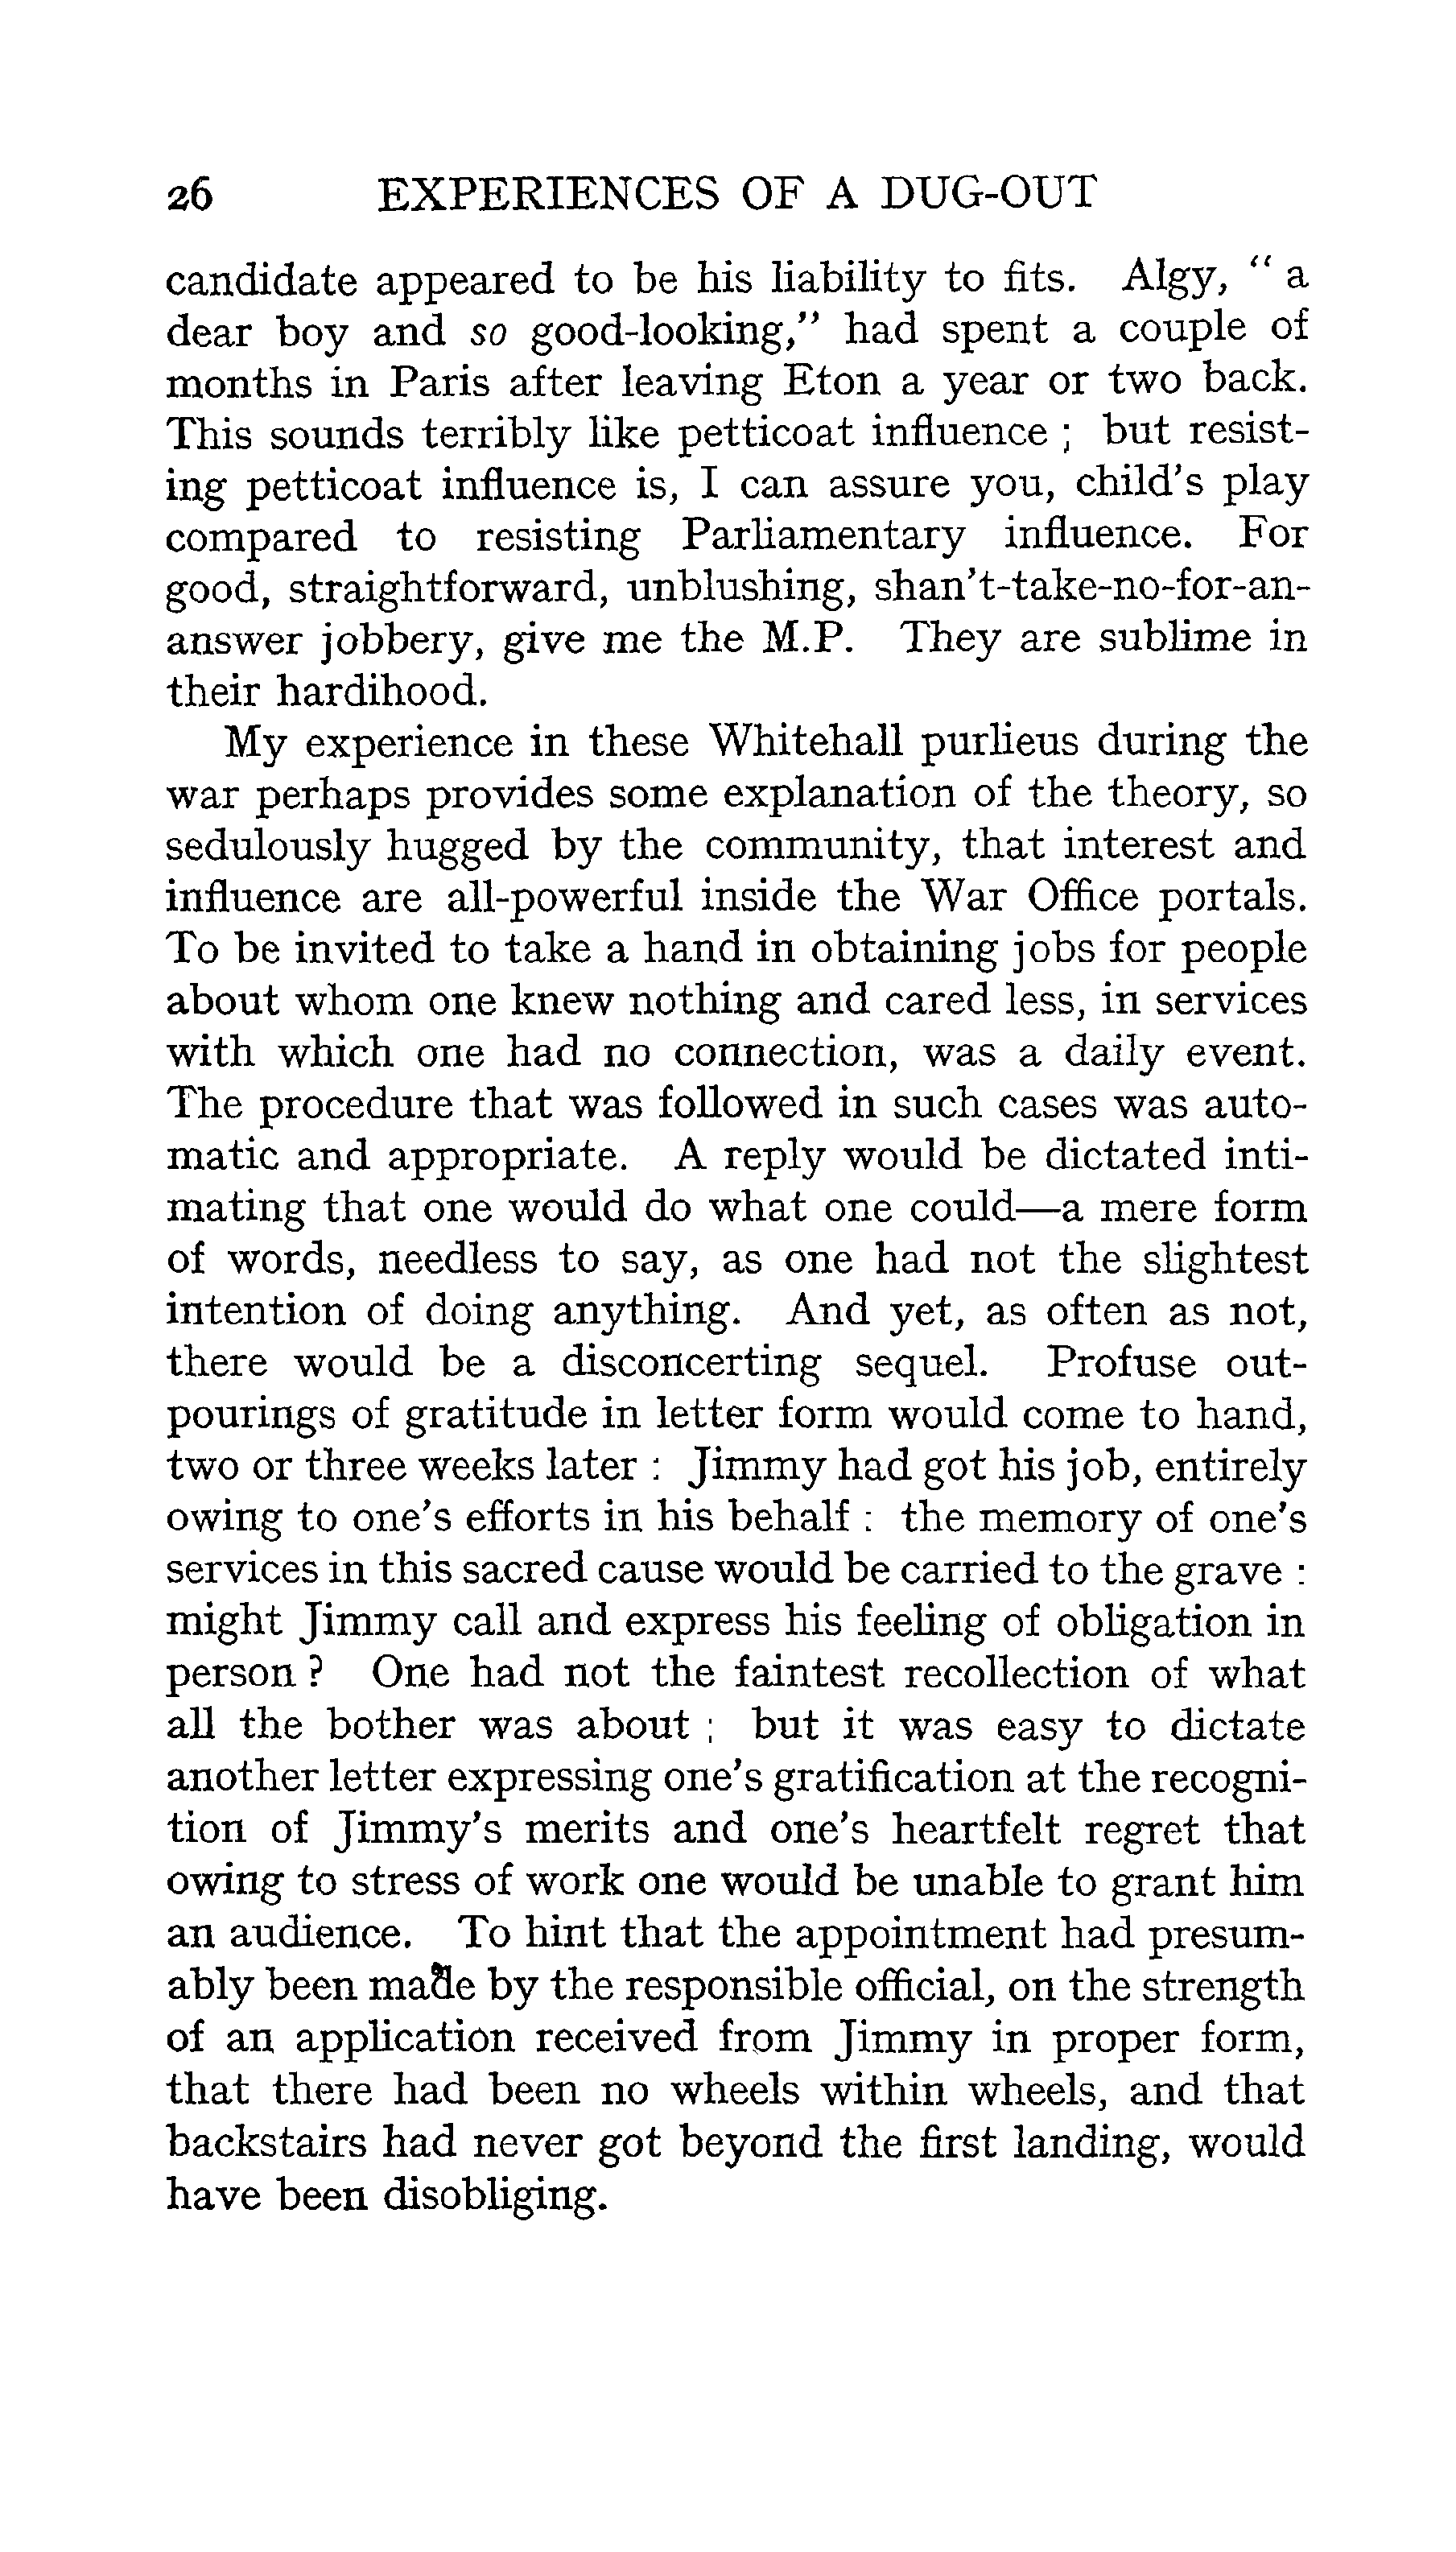 26 EXPERIENCES OF A DUG-OUT
candidate appeared to be his liability to fits. Algy, " a
dear boy and so good-looking," had spent a couple of
months in Paris after leaving Eton a year or two back.
This sounds terribly like petticoat influence ; but resist-
ing petticoat influence is, I can assure you, child's play
compared to resisting Parliamentary influence. For
good, straightforward, unblushing, shan't-take-no-for-an-
answer jobbery, give me the M.P. They are sublime in
their hardihood.
My experience in these Whitehall purlieus during the
war perhaps provides some explanation of the theory, so
sedulously hugged by the community, that interest and
influence are all-powerful inside the War Office portals.
To be invited to take a hand in obtaining jobs for people
about whom one knew nothing and cared less, in services
with which one had no connection, was a daily event.
The procedure that was followed in such cases was auto-
matic and appropriate. A reply would be dictated inti-
mating that one would do what one could—a mere form
of words, needless to say, as one had not the slightest
intention of doing anything. And yet, as often as not,
there would be a disconcerting sequel. Profuse out-
pourings of gratitude in letter form would come to hand,
two or three weeks later : Jimmy had got his job, entirely
owing to one's efforts in his behalf : the memory of one's
services in this sacred cause would be carried to the grave :
might Jimmy call and express his feeling of obligation in
person ? One had not the faintest recollection of what
all the bother was about ; but it was easy to dictate
another letter expressing one's gratification at the recogni-
tion of Jimmy's merits and one's heartfelt regret that
owing to stress of work one would be unable to grant him
an audience. To hint that the appointment had presum-
ably been made by the responsible official, on the strength
of an application received from Jimmy in proper form,
that there had been no wheels within wheels, and that
backstairs had never got beyond the first landing, would
have been disobliging.